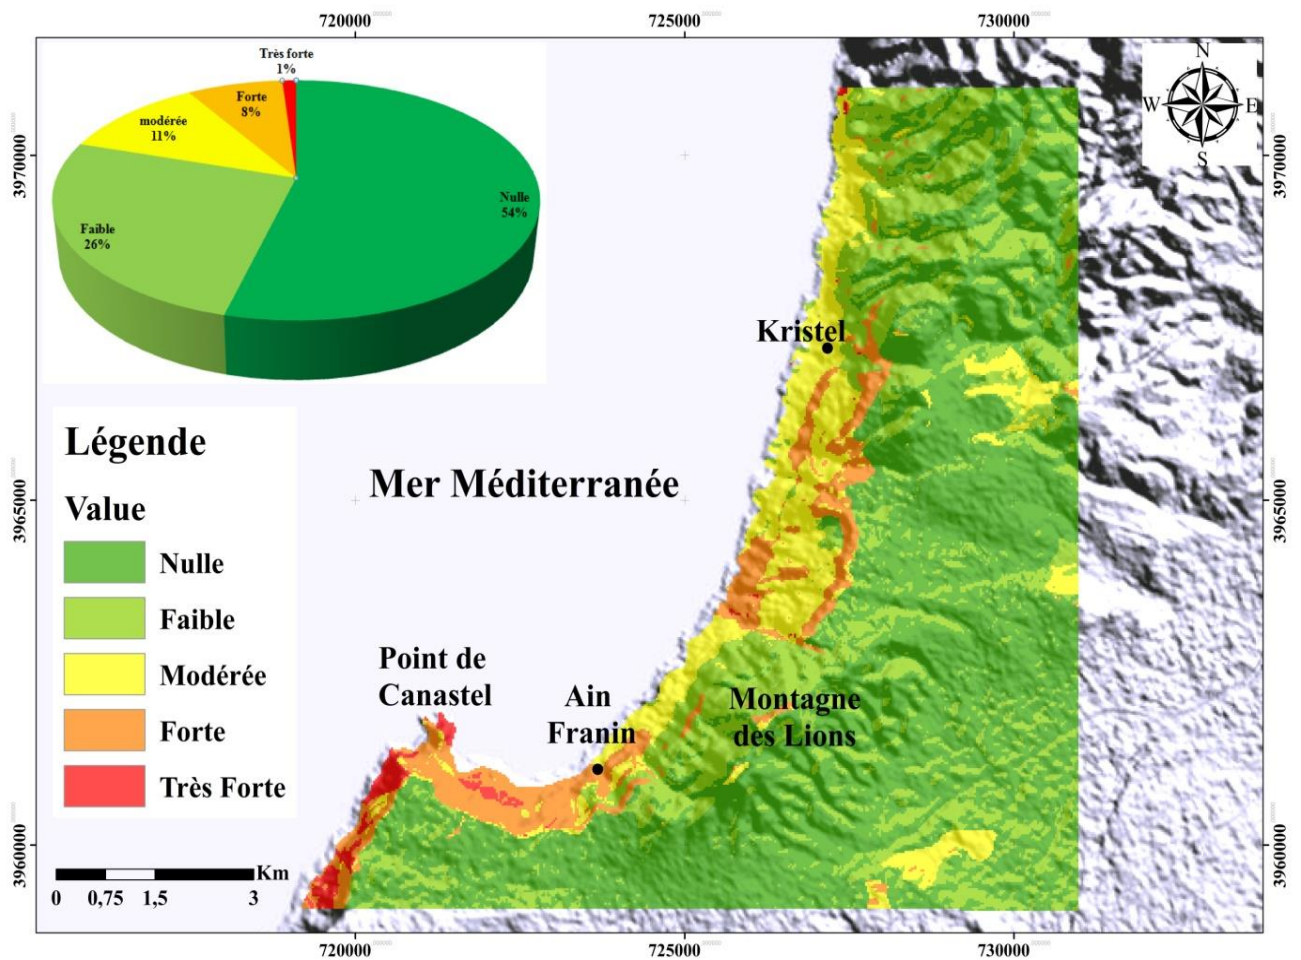 720000
725000
730000
Très forte
1%
Forte
8%
modérée
11%
Nulle
54%
Faible
26%
N
W
E
S
3970000
3970000
Kristel
Légende
Value
Nulle
Faible
Modérée
Forte
Très Forte
Mer Méditerranée
3965000
3965000
Point de
Canastel
Ain
Franin
Montagne
des Lions
3960000
3960000
Km
0 0,75 1,5 3
720000
725000
730000